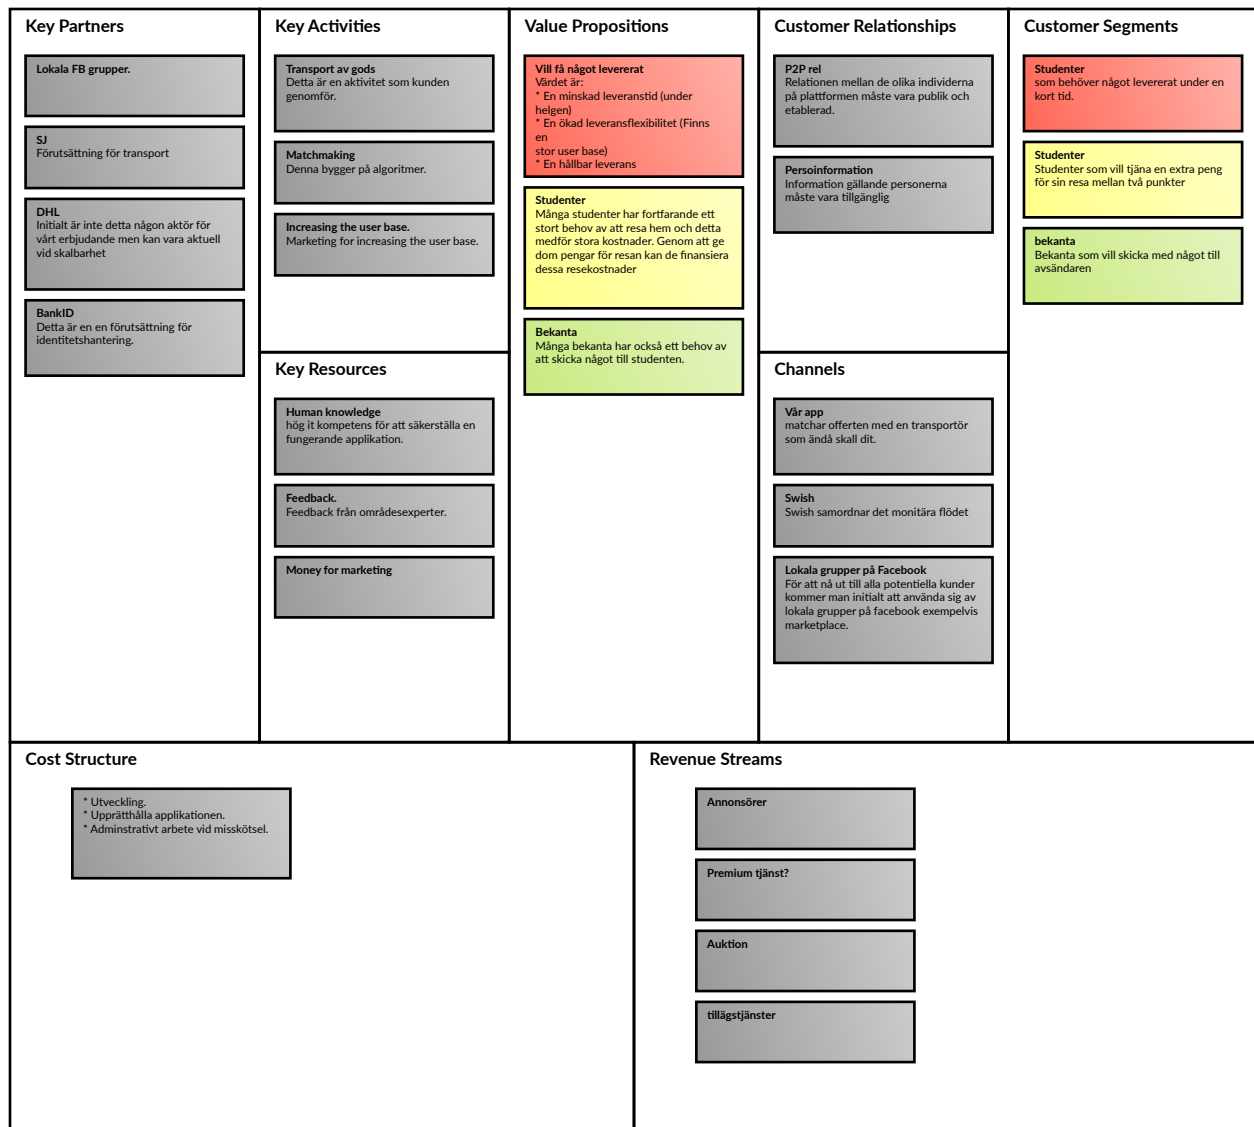 Key Partners
Lokala FB grupper.
SJ
Förutsättning för transport
DHL
Initialt är inte detta någon aktör för
vårt erbjudande men kan vara aktuell
vid skalbarhet
BankID
Detta är en en förutsättning för
identitetshantering.
Key Activities
Transport av gods
Detta är en aktivitet som kunden
genomför.
Matchmaking
Denna bygger på algoritmer.
Increasing the user base.
Marketing for increasing the user base.
Key Resources
Human knowledge
hög it kompetens för att säkerställa en
fungerande applikation.
Feedback.
Feedback från områdesexperter.
Money for marketing
Value Propositions
Vill få något levererat
Värdet är:
* En minskad leveranstid (under
helgen)
* En ökad leveransflexibilitet (Finns
en
stor user base)
* En hållbar leverans
Studenter
Många studenter har fortfarande ett
stort behov av att resa hem och detta
medför stora kostnader. Genom att ge
dom pengar för resan kan de finansiera
dessa resekostnader
Bekanta
Många bekanta har också ett behov av
att skicka något till studenten.
Customer Relationships
P2P rel
Relationen mellan de olika individerna
på plattformen måste vara publik och
etablerad.
Persoinformation
Information gällande personerna
måste vara tillgänglig
Channels
Vår app
matchar offerten med en transportör
som ändå skall dit.
Swish
Swish samordnar det monitära flödet
Lokala grupper på Facebook
För att nå ut till alla potentiella kunder
kommer man initialt att använda sig av
lokala grupper på facebook exempelvis
marketplace.
Customer Segments
Studenter
som behöver något levererat under en
kort tid.
Studenter
Studenter som vill tjäna en extra peng
för sin resa mellan två punkter
bekanta
Bekanta som vill skicka med något till
avsändaren
Cost Structure
* Utveckling.
* Upprätthålla applikationen.
* Adminstrativt arbete vid misskötsel.
Revenue Streams
Annonsörer
Premium tjänst?
Auktion
tillägstjänster